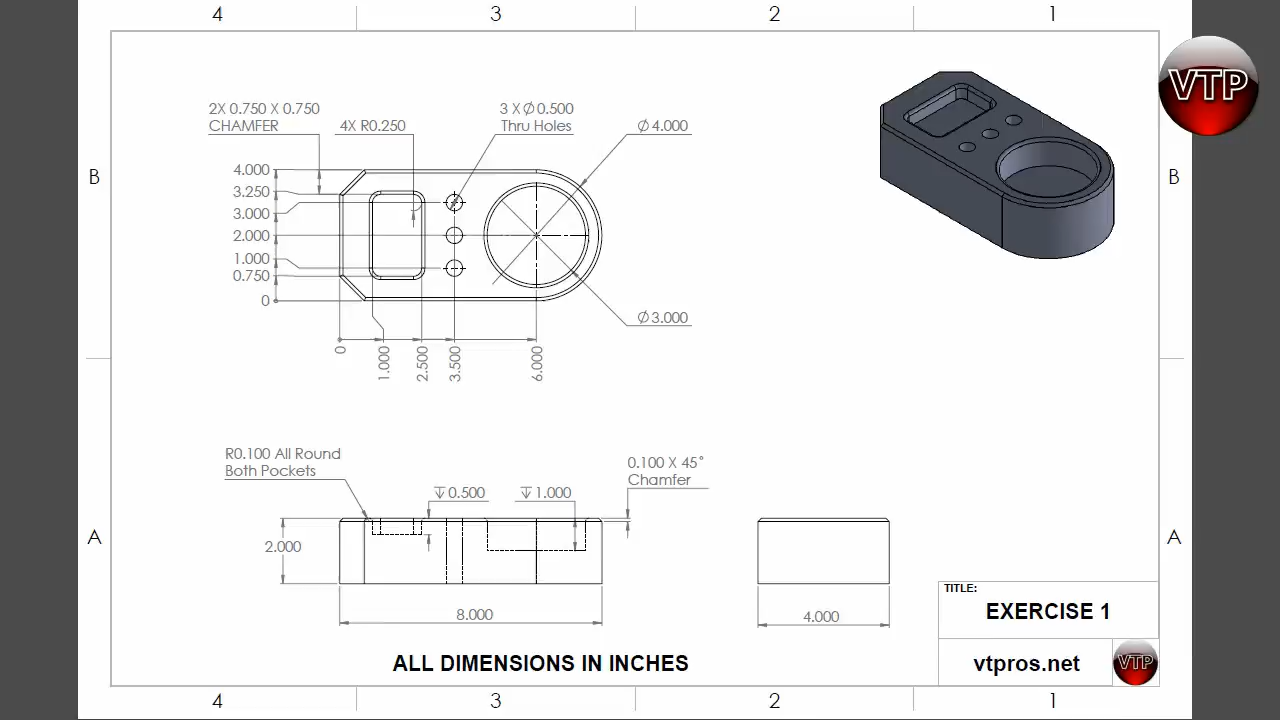 4 3 2 1
VTP
2X 0.750 X 0.750
CHAMFER
4X R0.250
3 X Ø 0.500
Thru Holes
Ø 4.000
B
B
4.000
3.250
3.000
2.000
1.000
0.750
0
Ø 3.000
0
1.000
2.500
3.500
6.000
R0.100 All Round
Both Pockets
0.100 X 45°
Chamfer
↧ 0.500
↧ 1.000
A
A
2.000
8.000
4.000
TITLE:
EXERCISE 1
ALL DIMENSIONS IN INCHES
vtpros.net
VTP
4 3 2 1